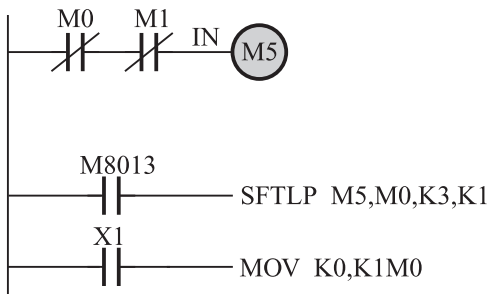 M0 M1 IN M5
M8013
SFTLP M5,M0,K3,K1
X1
MOV K0,K1M0